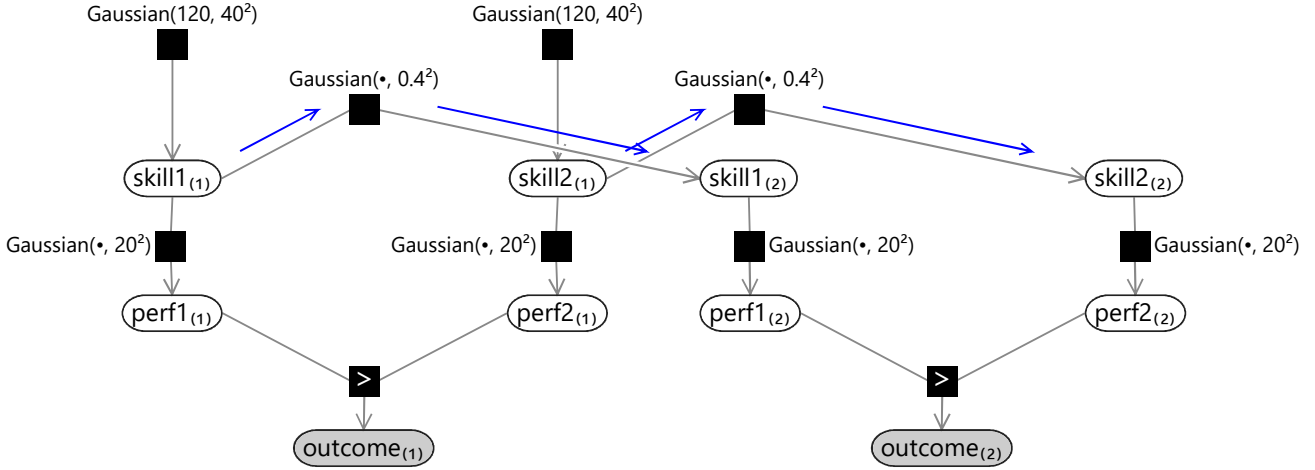 Gaussian(120, 40²)
Gaussian(120, 40²)
Gaussian(•, 0.4²)
Gaussian(•, 0.4²)
skill1₍₁₎
skill2₍₁₎
skill1₍₂₎
skill2₍₂₎
Gaussian(•, 20²)
Gaussian(•, 20²)
Gaussian(•, 20²)
Gaussian(•, 20²)
perf1₍₁₎
perf2₍₁₎
perf1₍₂₎
perf2₍₂₎
>
>
outcome₍₁₎
outcome₍₂₎